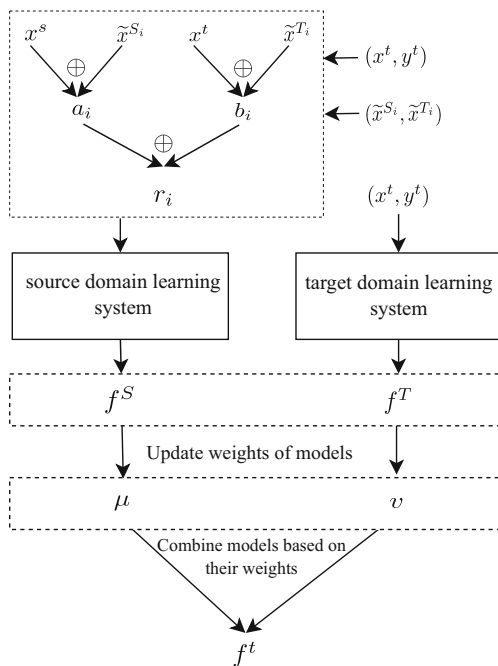 x^s x̃^{S_i} x^t x̃^{T_i}
⊕ ⊕
(x^t, y^t)
a_i b_i
(x̃^{S_i}, x̃^{T_i})
⊕
r_i
(x^t, y^t)
source domain learning
system
target domain learning
system
f^S f^T
Update weights of models
μ υ
Combine models based on
their weights
f^t